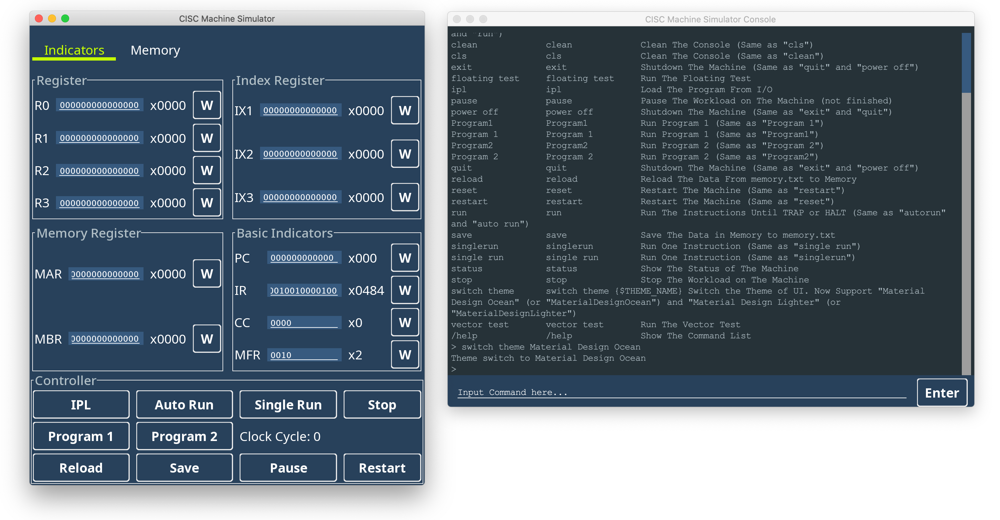 CISC Machine Simulator
Indicators Memory
Register
R0 000000000000000 x0000 W
R1 000000000000000 x0000 W
R2 000000000000000 x0000 W
R3 000000000000000 x0000 W
Index Register
IX1 00000000000000 x0000 W
IX2 00000000000000 x0000 W
IX3 00000000000000 x0000 W
Memory Register
MAR 0000000000000 x0000 W
MBR 0000000000000 x0000 W
Basic Indicators
PC 000000000000 x000 W
IR 0010010000100 x0484 W
CC 0000 x0 W
MFR 0010 x2 W
Controller
IPL Auto Run Single Run Stop
Program 1 Program 2 Clock Cycle: 0
Reload Save Pause Restart
CISC Machine Simulator Console
and "run")
clean clean Clean The Console (Same as "cls")
cls cls Clean The Console (Same as "clean")
exit exit Shutdown The Machine (Same as "quit" and "power off")
floating test floating test Run The Floating Test
ipl ipl Load The Program From I/O
pause pause Pause The Workload on The Machine (not finished)
power off power off Shutdown The Machine (Same as "exit" and "quit")
Program1 Program1 Run Program 1 (Same as "Program 1")
Program 1 Program 1 Run Program 1 (Same as "Program1")
Program2 Program2 Run Program 2 (Same as "Program 2")
Program 2 Program 2 Run Program 2 (Same as "Program2")
quit quit Shutdown The Machine (Same as "exit" and "power off")
reload reload Reload The Data From memory.txt to Memory
reset reset Restart The Machine (Same as "restart")
restart restart Restart The Machine (Same as "reset")
run run Run The Instructions Until TRAP or HALT (Same as "autorun"
and "auto run")
save save Save The Data in Memory to memory.txt
singlerun singlerun Run One Instruction (Same as "single run")
single run single run Run One Instruction (Same as "singlerun")
status status Show The Status of The Machine
stop stop Stop The Workload on The Machine
switch theme switch theme {$THEME_NAME} Switch the Theme of UI. Now Support "Material
Design Ocean" (or "MaterialDesignOcean") and "Material Design Lighter" (or
"MaterialDesignLighter")
vector test vector test Run The Vector Test
/help /help Show The Command List
> switch theme Material Design Ocean
Theme switch to Material Design Ocean
>
Input Command here...
Enter